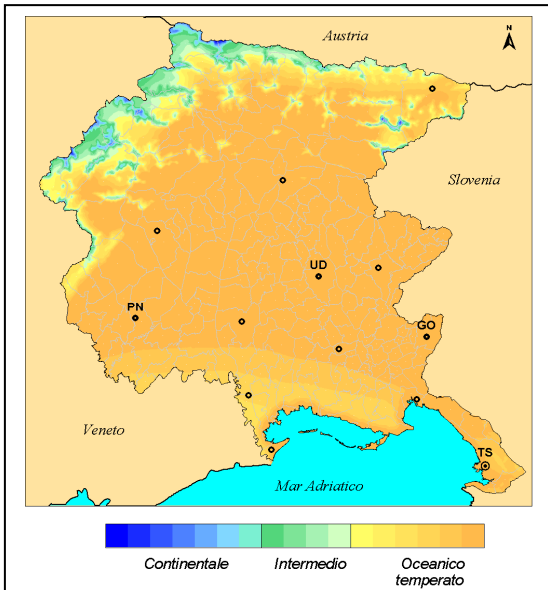 Austria
N
Slovenia
UD
PN
GO
Veneto
TS
Mar Adriatico
Continentale
Intermedio
Oceanico
temperato